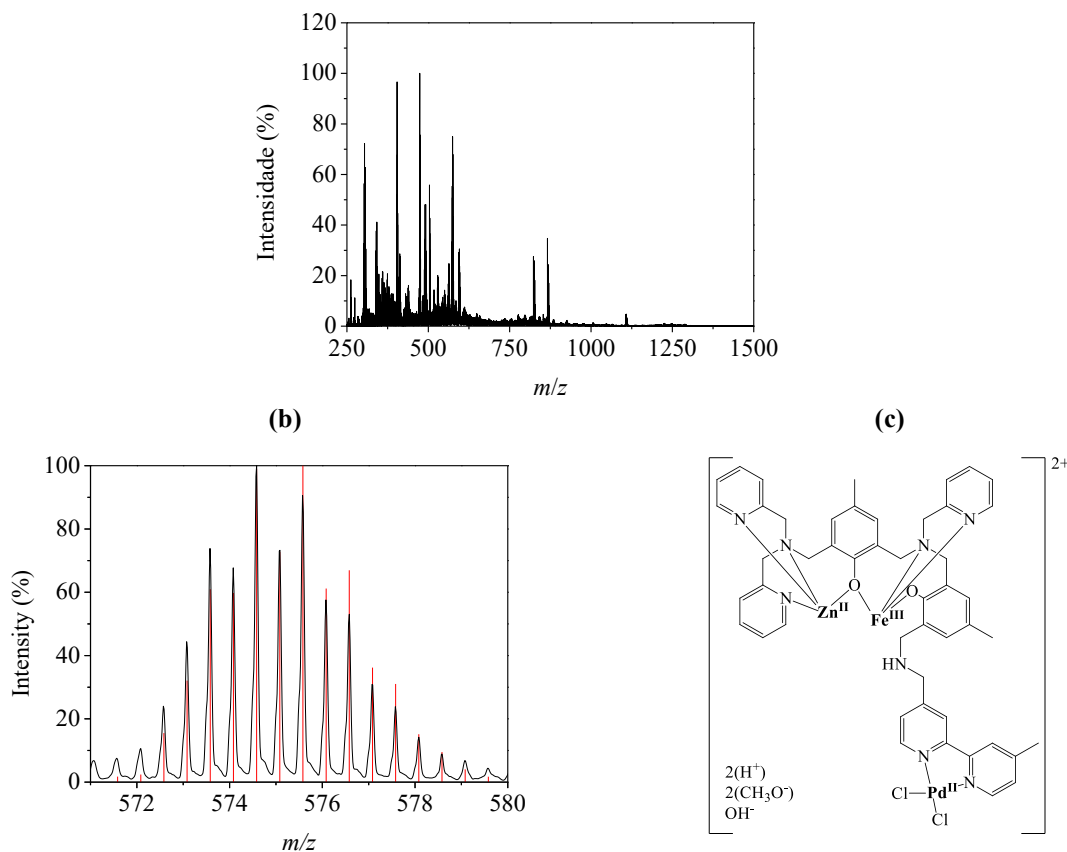 120
100
80
60
40
20
0
Intensidade (%)
250 500 750 1000 1250 1500
m/z
(b)
(c)
100
80
60
40
20
0
Intensity (%)
572 574 576 578 580
m/z
2+
N N
N N
N O O
Zn^II Fe^III
HN
N
N
2(H⁺)
2(CH₃O⁻)
OH⁻
Cl Pd^II
Cl